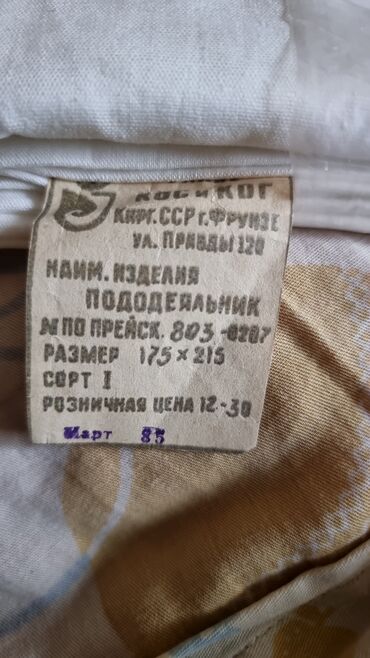 КИРГ.ССР Г.ФРУНЗЕ
УЛ. ПРАВДЫ 120
НАИМ. ИЗДЕЛИЯ
ПОДОДЕЯЛЬНИК
№ ПО ПРЕЙСК. 803-0207
РАЗМЕР 175×215
СОРТ I
РОЗНИЧНАЯ ЦЕНА 12-30
Март 85